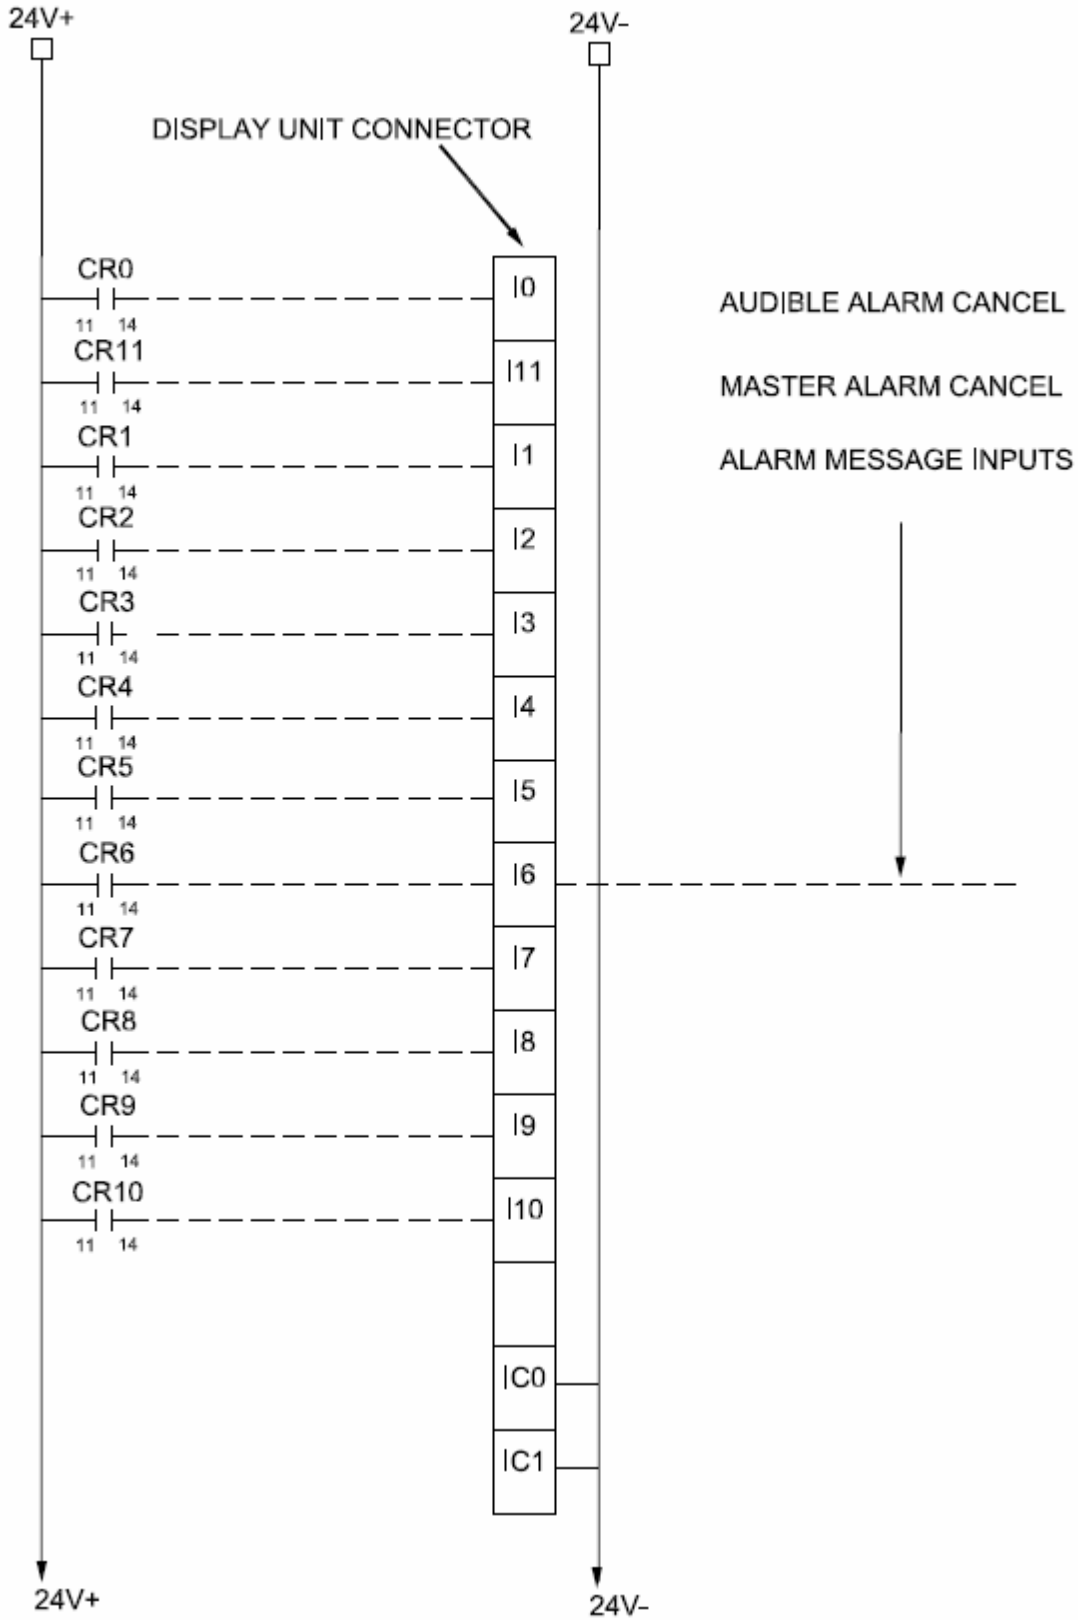 24V+
24V-
DISPLAY UNIT CONNECTOR
CR0
I0
AUDIBLE ALARM CANCEL
11 14
CR11
I11
MASTER ALARM CANCEL
11 14
CR1
I1
ALARM MESSAGE INPUTS
11 14
CR2
I2
11 14
CR3
I3
11 14
CR4
I4
11 14
CR5
I5
11 14
CR6
I6
11 14
CR7
I7
11 14
CR8
I8
11 14
CR9
I9
11 14
CR10
I10
11 14
IC0
IC1
24V+
24V-